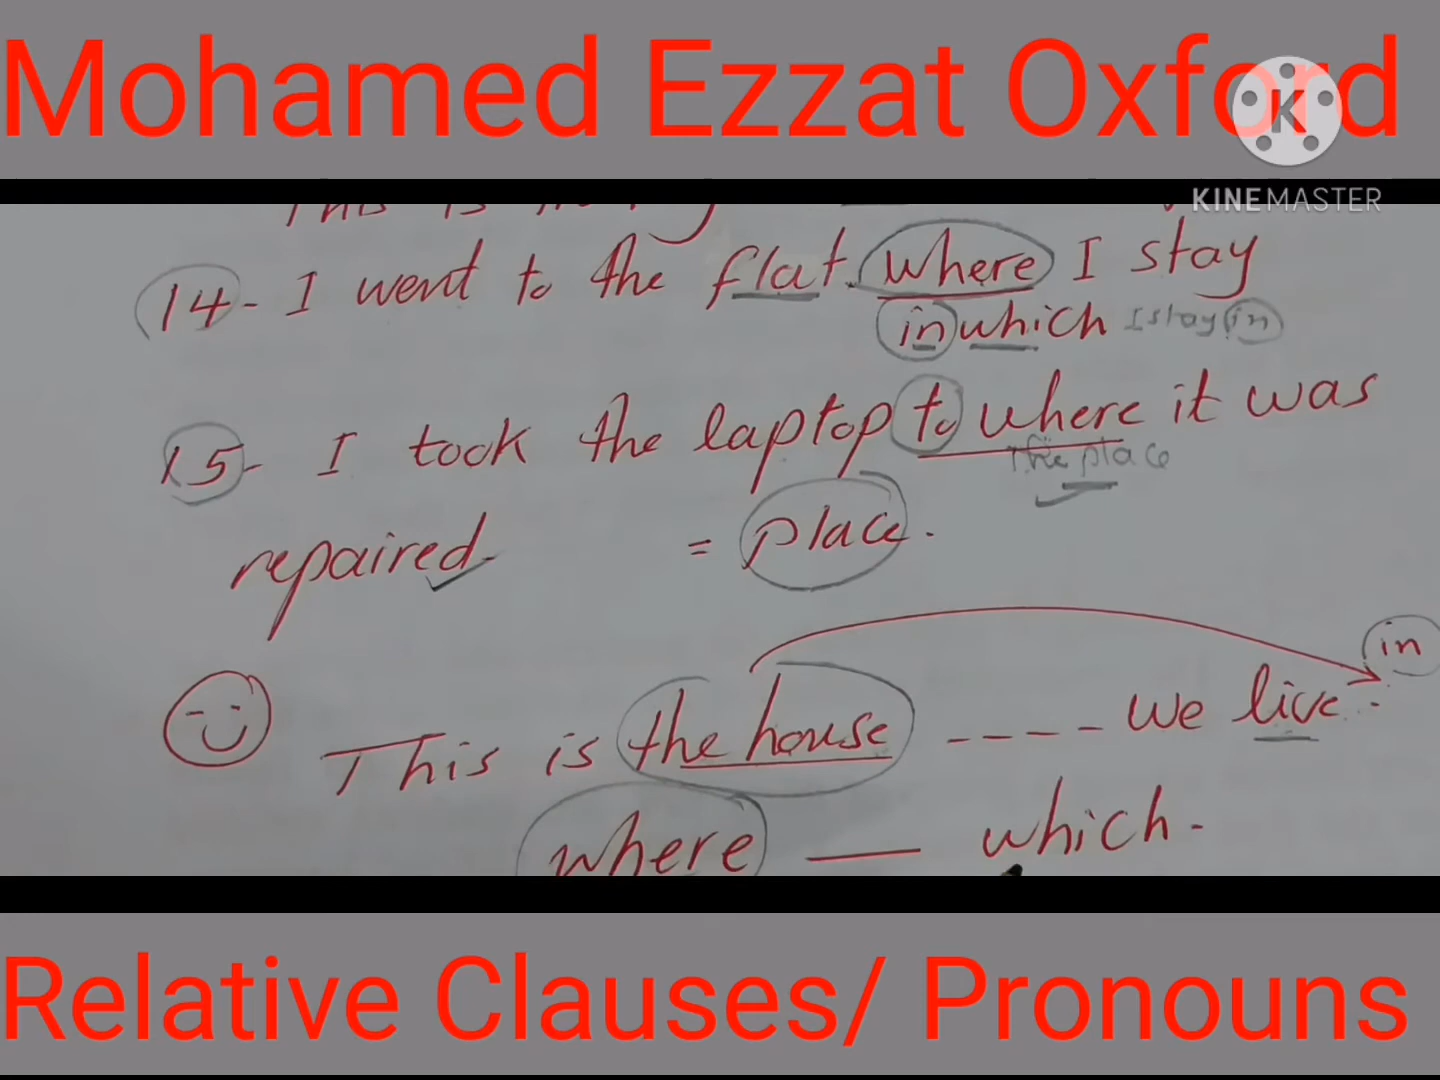 Mohamed Ezzat Oxford
KINEMASTER
This is
14- I went to the flat where I stay
in which I stay in
15- I took the laptop to where it was
the place
repaired = place.
in
This is the house ---- we live.
where — which.
Relative Clauses/ Pronouns